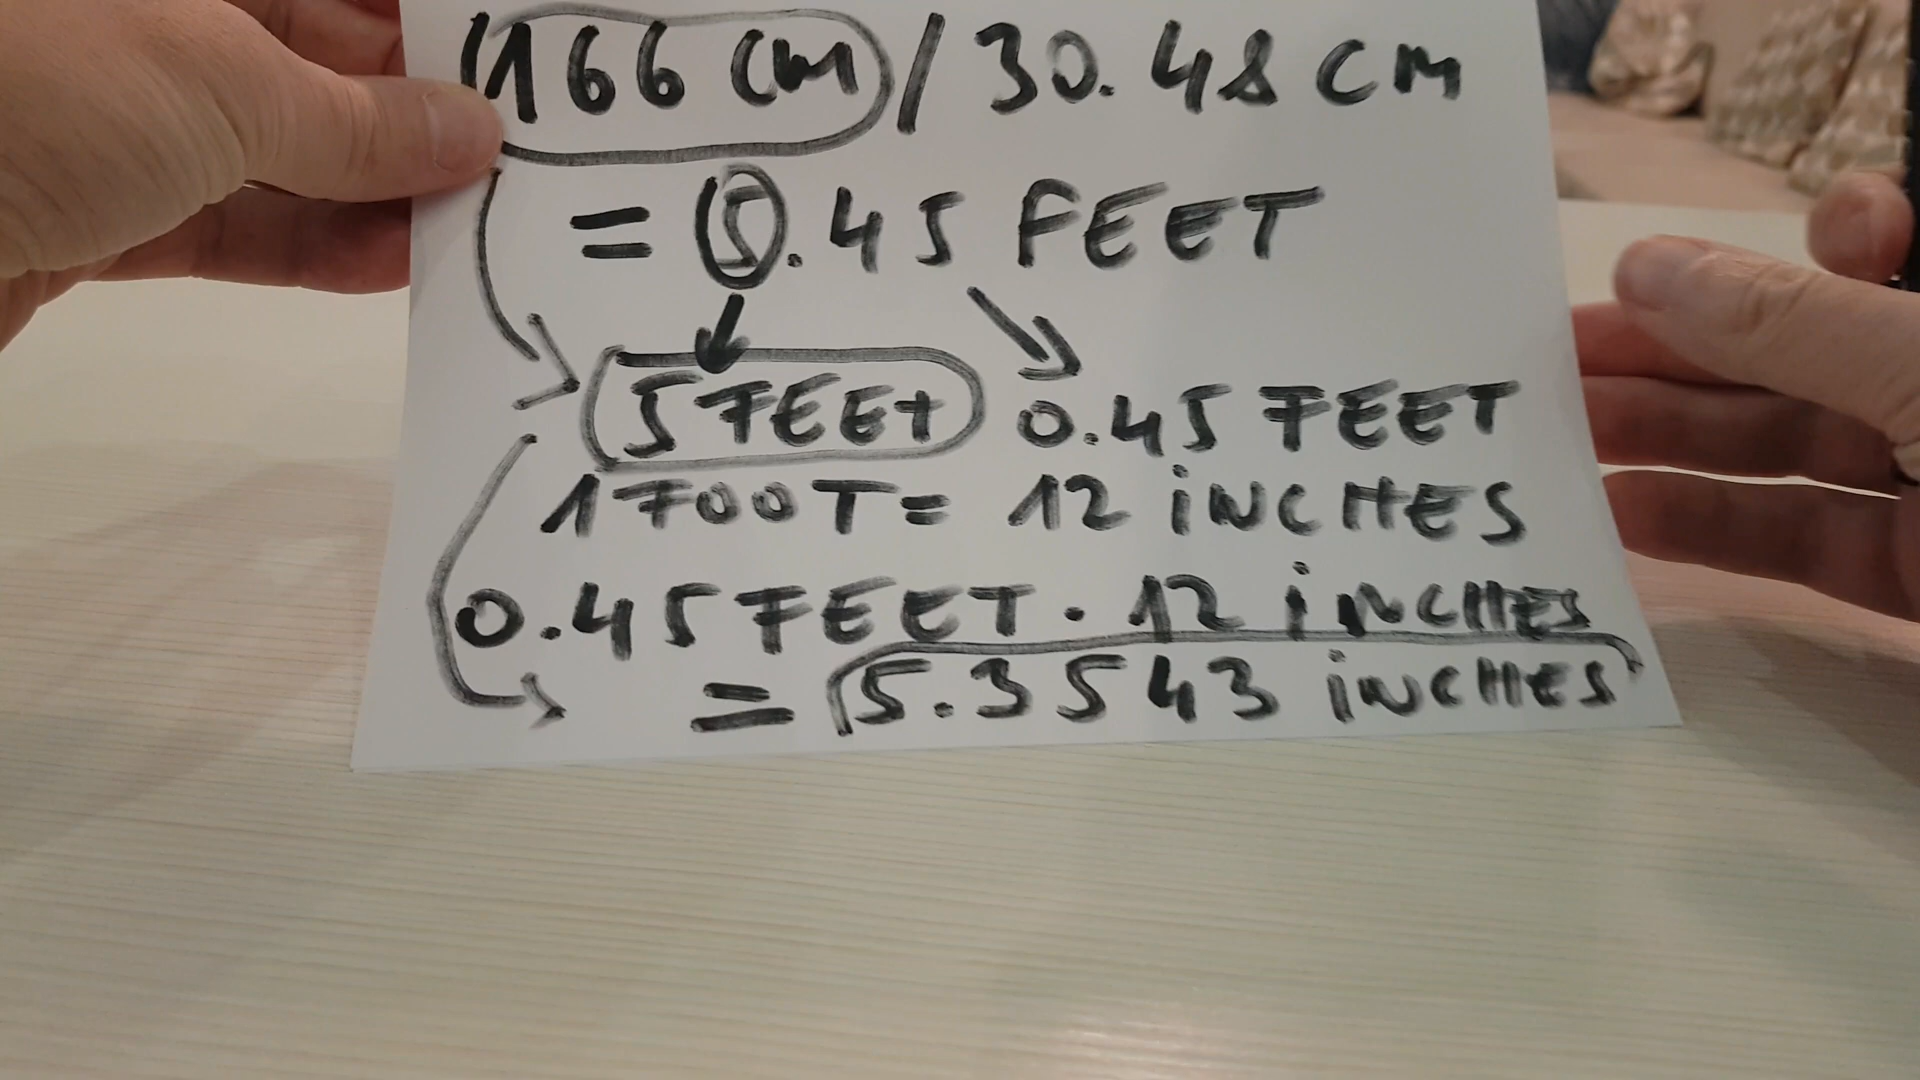 166 cm / 30.48 cm
= 5.45 FEET
5 FEET 0.45 FEET
1 FOOT = 12 iNCHES
0.45 FEET · 12 iNCHES
= 5.3543 iNCHES